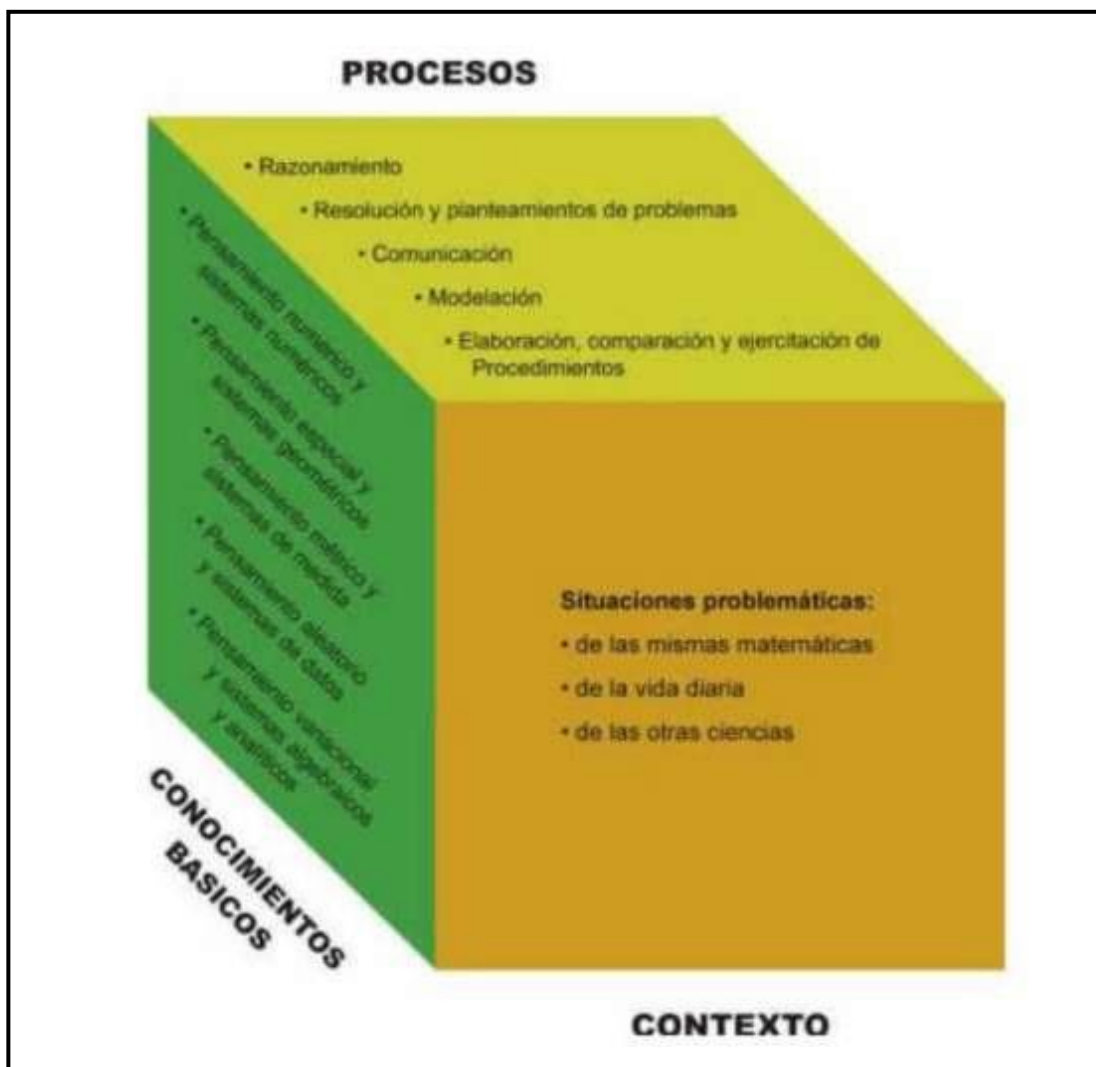 PROCESOS
• Razonamiento
• Resolución y planteamientos de problemas
• Comunicación
• Modelación
• Elaboración, comparación y ejercitación de
Procedimientos
• Pensamiento numérico y
sistemas numéricos
• Pensamiento espacial y
sistemas geométricos
• Pensamiento métrico y
sistemas de medida
• Pensamiento aleatorio
y sistemas de datos
• Pensamiento variacional
y sistemas algebraicos
y analíticos
CONOCIMIENTOS
BASICOS
Situaciones problemáticas:
• de las mismas matemáticas
• de la vida diaria
• de las otras ciencias
CONTEXTO